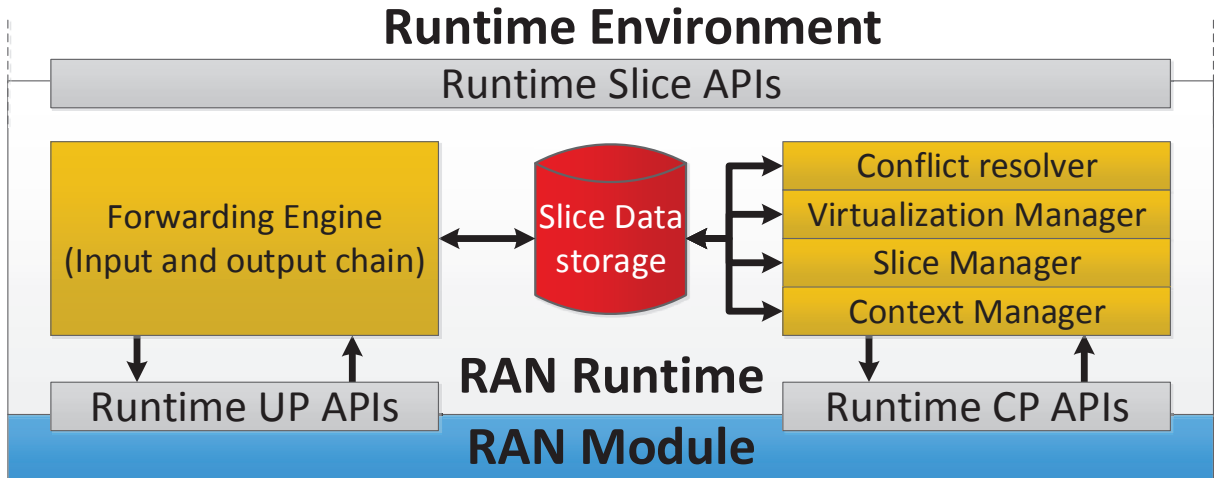 Runtime Environment
Runtime Slice APIs
Forwarding Engine
(Input and output chain)
Slice Data
storage
Conflict resolver
Virtualization Manager
Slice Manager
Context Manager
RAN Runtime
Runtime UP APIs
Runtime CP APIs
RAN Module